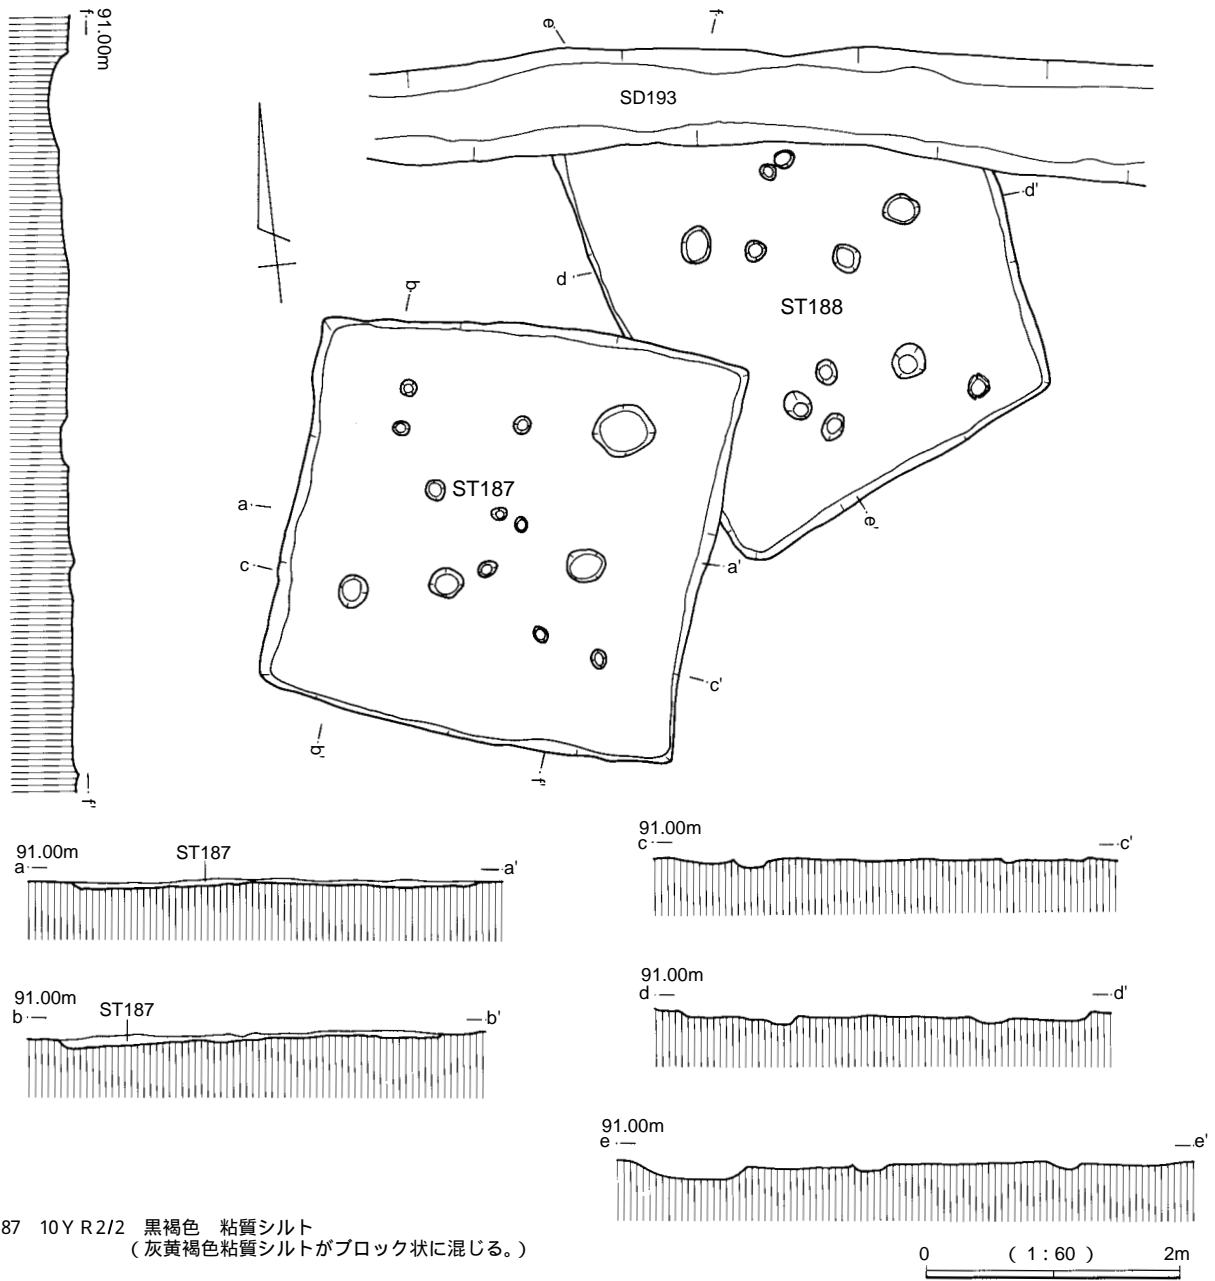 91.00m
f
f'
e
f
SD193
d'
d
ST188
b
a
ST187
c
e'
a'
c'
b'
f'
91.00m
a
ST187
a'
91.00m
c
c'
91.00m
b
ST187
b'
91.00m
d
d'
91.00m
e
e'
87 10YR2/2 黒褐色 粘質シルト
(灰黄褐色粘質シルトがブロック状に混じる。)
0 (1:60) 2m